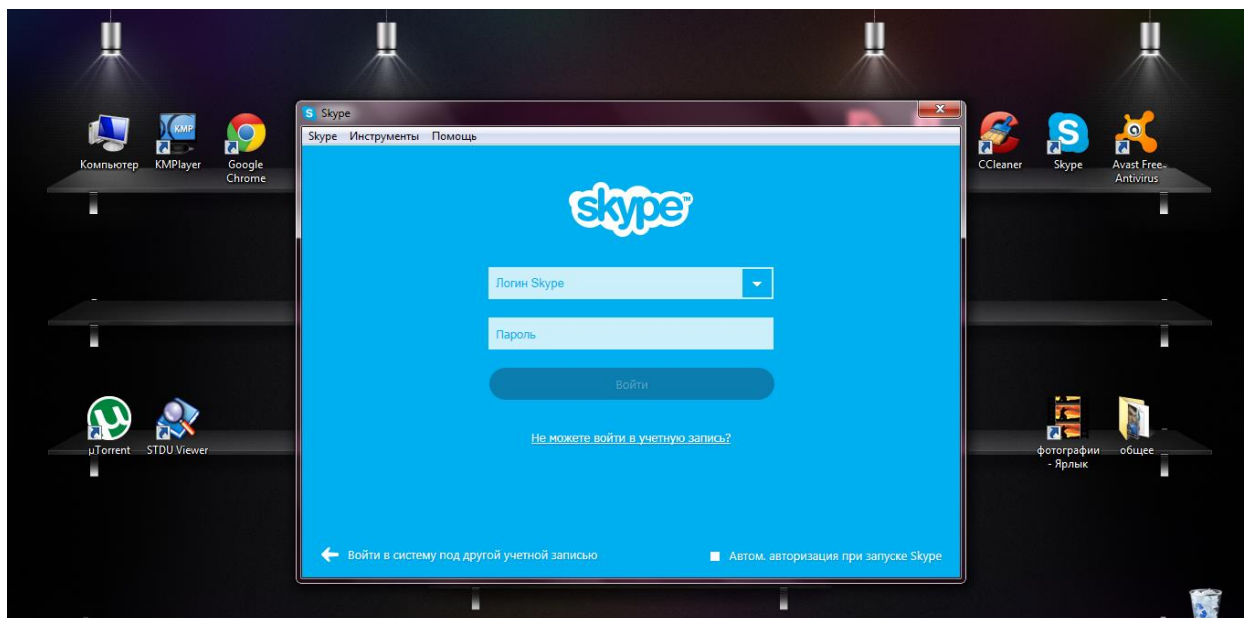 Skype
Skype Инструменты Помощь
KMP
Компьютер
KMPlayer
Google
Chrome
CCleaner
Skype
Avast Free
Antivirus
skype™
Логин Skype
Пароль
Войти
Не можете войти в учетную запись?
µTorrent
STDU Viewer
фотографии
- Ярлык
общее
Войти в систему под другой учетной записью
Автом. авторизация при запуске Skype